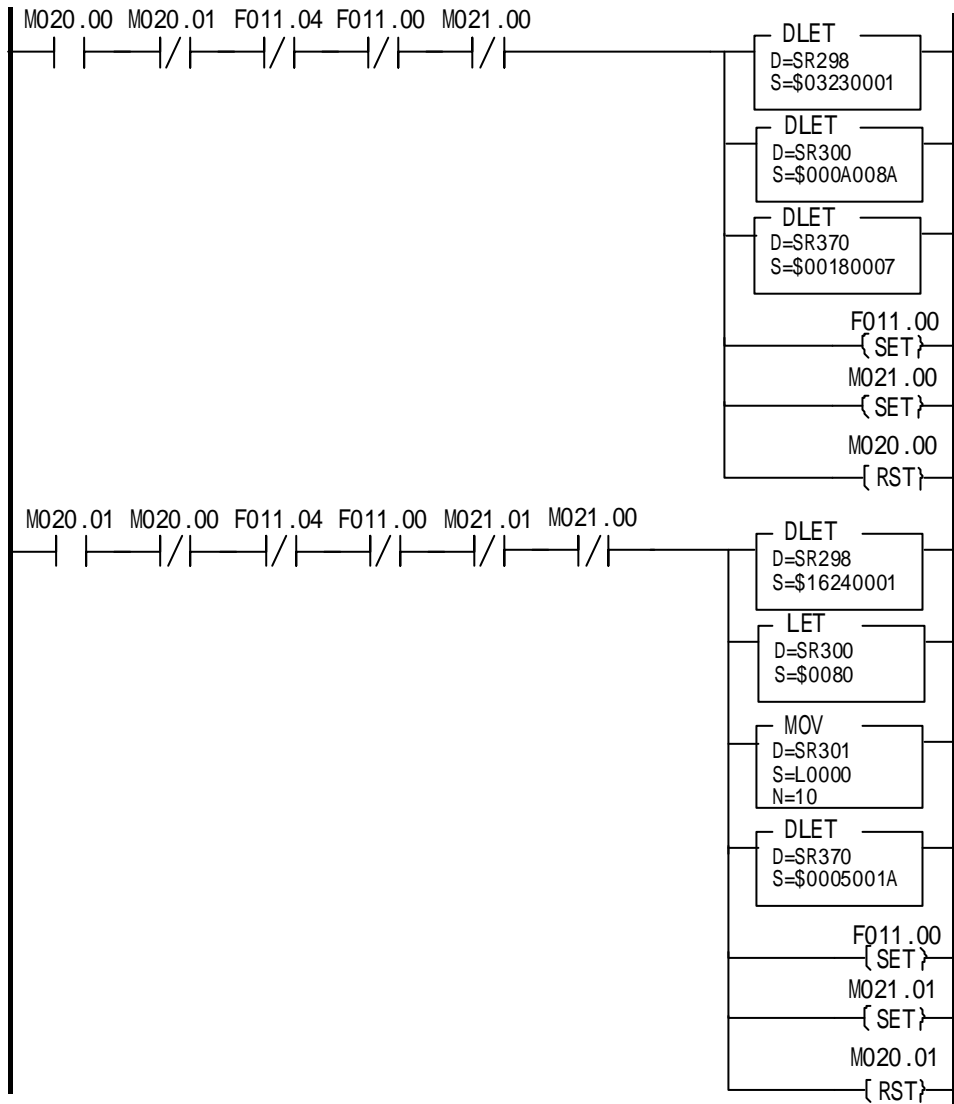 M020.00 M020.01 F011.04 F011.00 M021.00
DLET
D=SR298
S=$03230001
DLET
D=SR300
S=$000A008A
DLET
D=SR370
S=$00180007
F011.00
SET
M021.00
SET
M020.00
RST
M020.01 M020.00 F011.04 F011.00 M021.01 M021.00
DLET
D=SR298
S=$16240001
LET
D=SR300
S=$0080
MOV
D=SR301
S=L0000
N=10
DLET
D=SR370
S=$0005001A
F011.00
SET
M021.01
SET
M020.01
RST